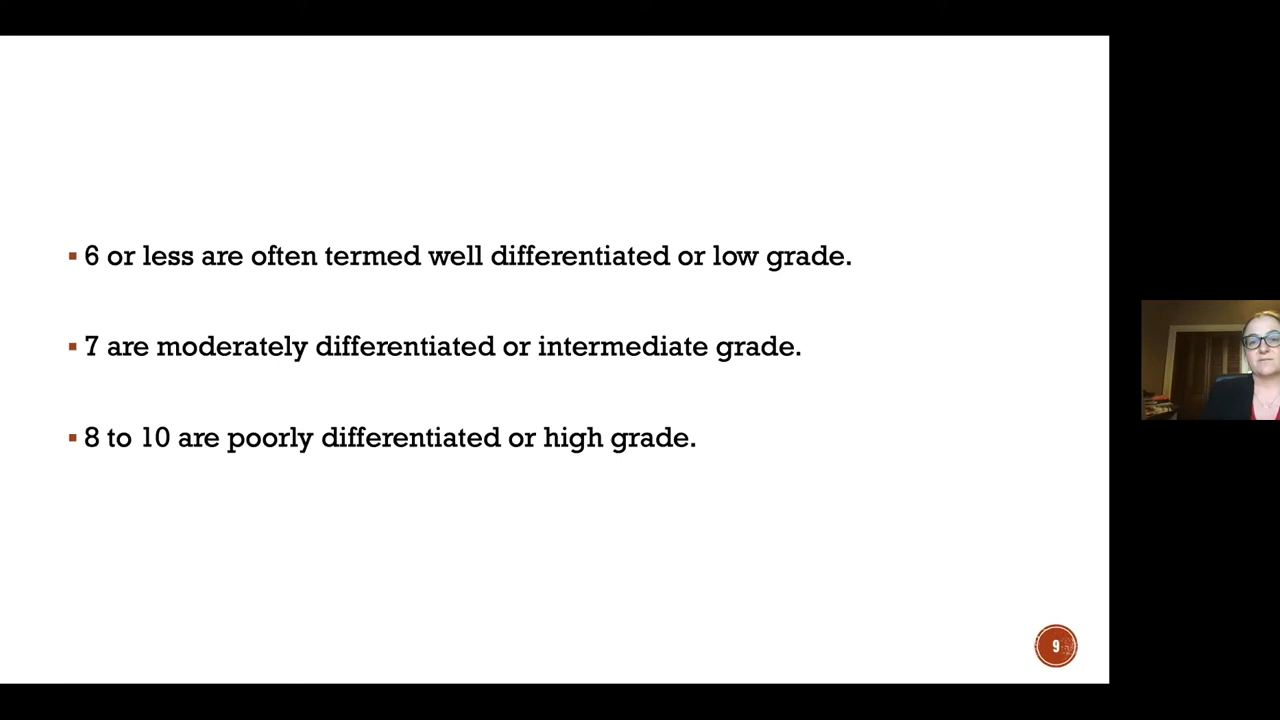 ▪ 6 or less are often termed well differentiated or low grade.
▪ 7 are moderately differentiated or intermediate grade.
▪ 8 to 10 are poorly differentiated or high grade.
9